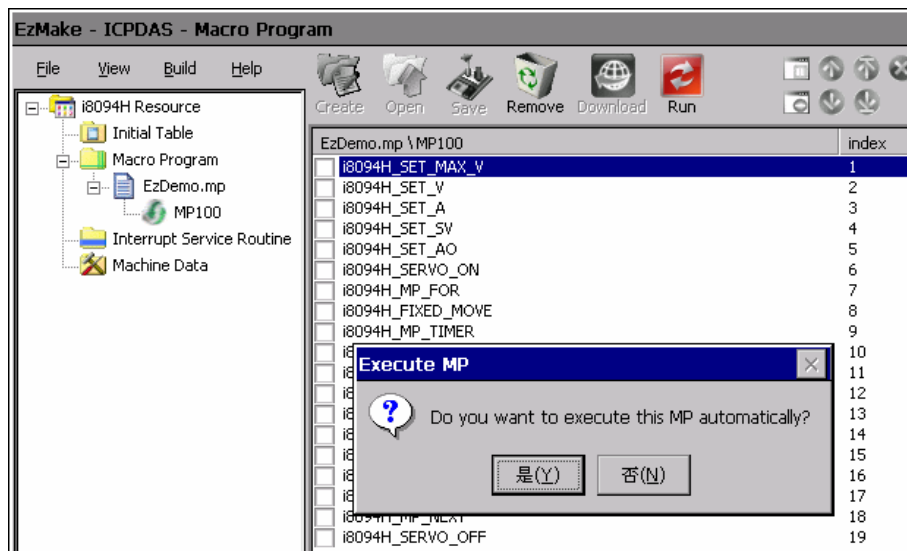 EzMake - ICPDAS - Macro Program
File View Build Help
Create Open Save Remove Download Run
i8094H Resource
Initial Table
Macro Program
EzDemo.mp
MP100
Interrupt Service Routine
Machine Data
EzDemo.mp \ MP100 index
i8094H_SET_MAX_V 1
i8094H_SET_V 2
i8094H_SET_A 3
i8094H_SET_SV 4
i8094H_SET_AO 5
i8094H_SERVO_ON 6
i8094H_MP_FOR 7
i8094H_FIXED_MOVE 8
i8094H_MP_TIMER 9
10
11
12
13
14
15
16
17
i8094H_MP_NEXT 18
i8094H_SERVO_OFF 19
Execute MP
Do you want to execute this MP automatically?
是(Y) 否(N)